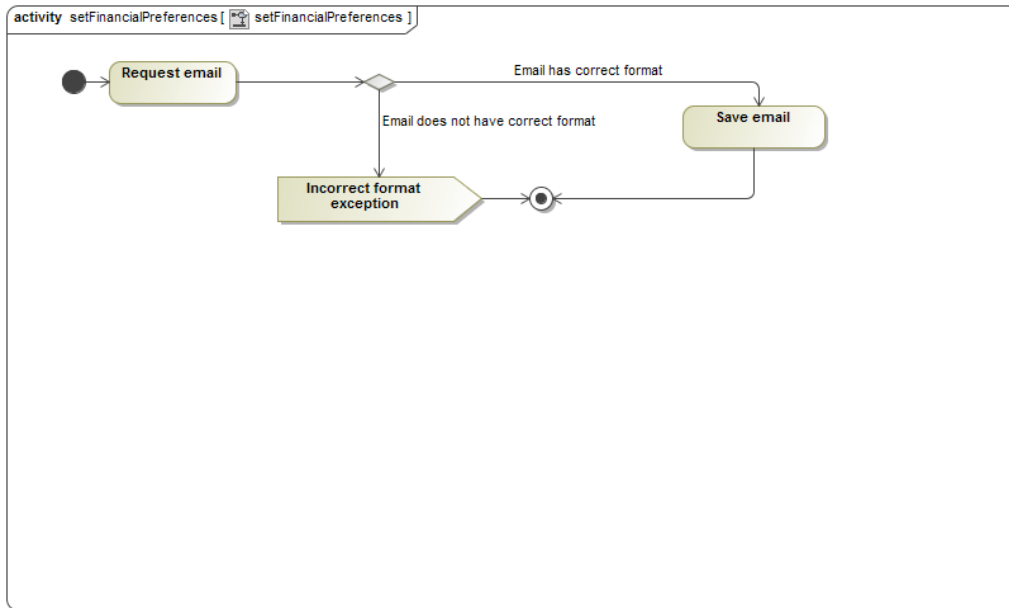 activity setFinancialPreferences [ setFinancialPreferences ]
Request email
Email has correct format
Save email
Email does not have correct format
Incorrect format
exception